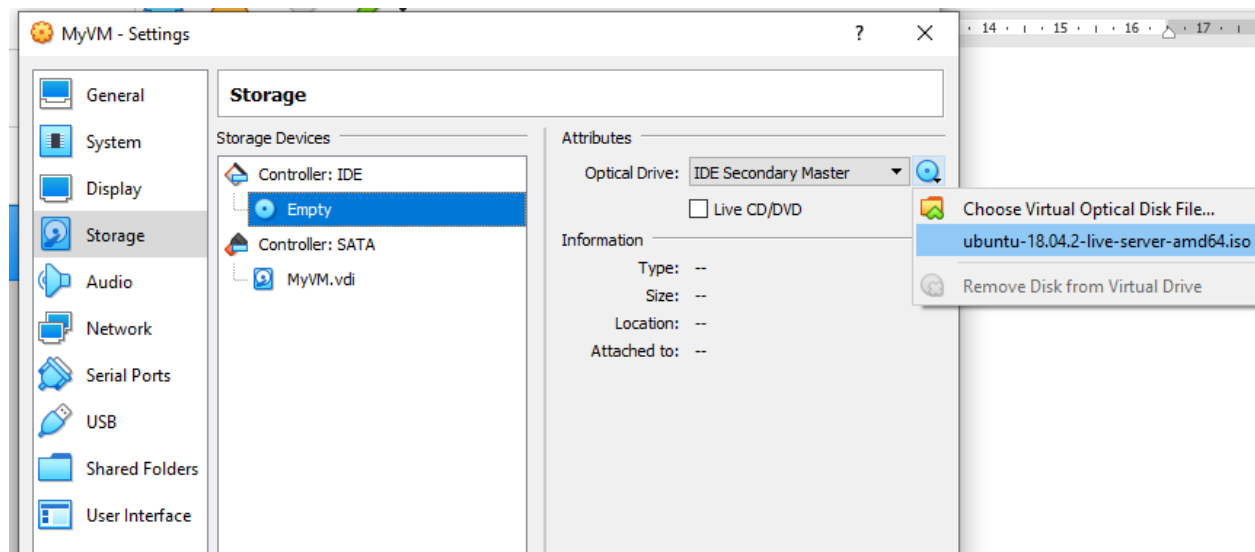 MyVM - Settings
?
14 15 16 17
General
System
Display
Storage
Audio
Network
Serial Ports
USB
Shared Folders
User Interface
Storage
Storage Devices
Controller: IDE
Empty
Controller: SATA
MyVM.vdi
Attributes
Optical Drive: IDE Secondary Master
Live CD/DVD
Information
Type: --
Size: --
Location: --
Attached to: --
Choose Virtual Optical Disk File...
ubuntu-18.04.2-live-server-amd64.iso
Remove Disk from Virtual Drive